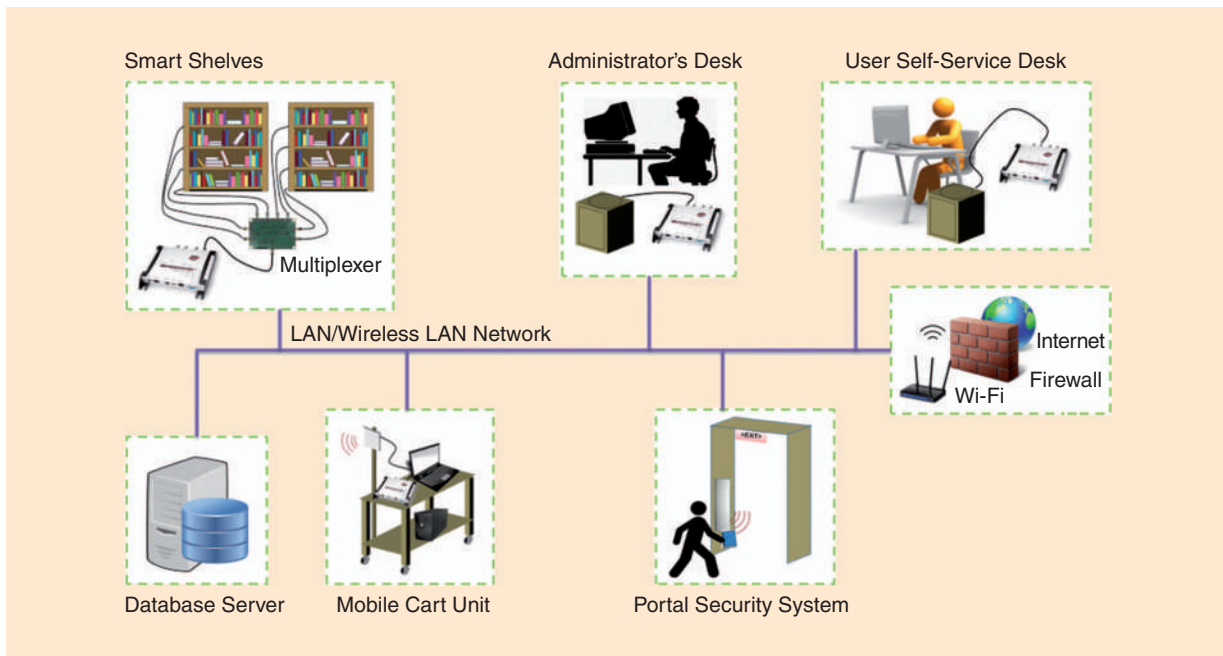 Smart Shelves
Administrator's Desk
User Self-Service Desk
Multiplexer
LAN/Wireless LAN Network
Internet
Firewall
Wi-Fi
<EXIT>
Database Server
Mobile Cart Unit
Portal Security System